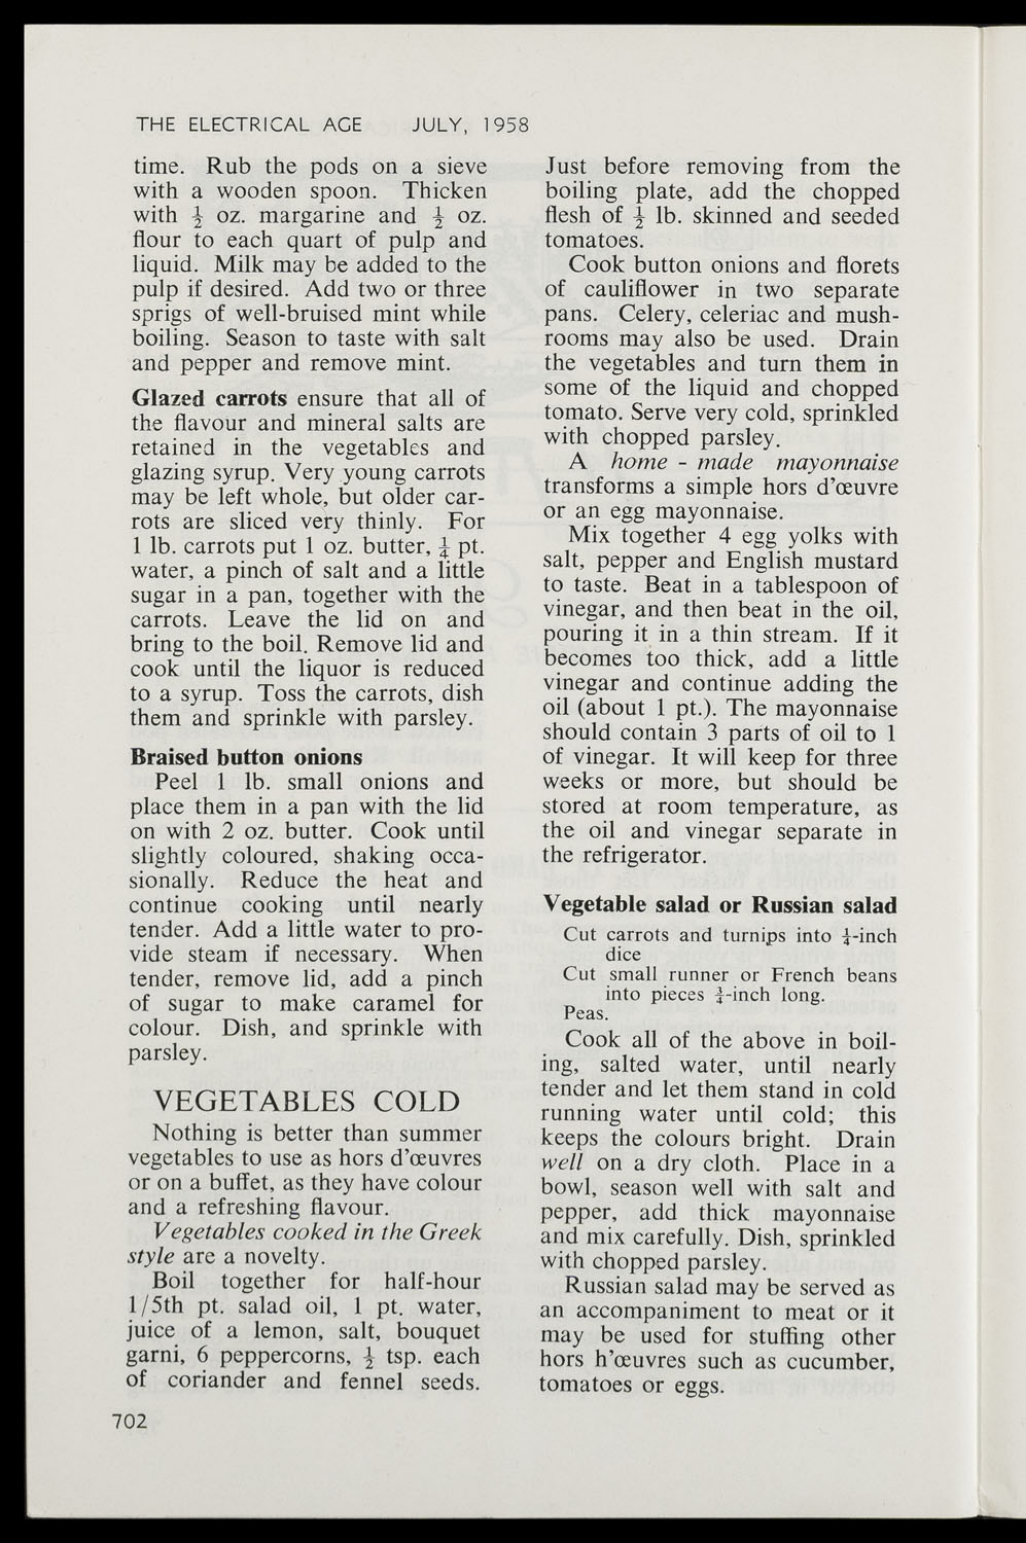 THE ELECTRICAL AGE JULY, 1958
time. Rub the pods on a sieve
with a wooden spoon. Thicken
with ½ oz. margarine and ½ oz.
flour to each quart of pulp and
liquid. Milk may be added to the
pulp if desired. Add two or three
sprigs of well-bruised mint while
boiling. Season to taste with salt
and pepper and remove mint.
Glazed carrots ensure that all of
the flavour and mineral salts are
retained in the vegetables and
glazing syrup. Very young carrots
may be left whole, but older car-
rots are sliced very thinly. For
1 lb. carrots put 1 oz. butter, ¼ pt.
water, a pinch of salt and a little
sugar in a pan, together with the
carrots. Leave the lid on and
bring to the boil. Remove lid and
cook until the liquor is reduced
to a syrup. Toss the carrots, dish
them and sprinkle with parsley.
Braised button onions
Peel 1 lb. small onions and
place them in a pan with the lid
on with 2 oz. butter. Cook until
slightly coloured, shaking occa-
sionally. Reduce the heat and
continue cooking until nearly
tender. Add a little water to pro-
vide steam if necessary. When
tender, remove lid, add a pinch
of sugar to make caramel for
colour. Dish, and sprinkle with
parsley.
VEGETABLES COLD
Nothing is better than summer
vegetables to use as hors d'œuvres
or on a buffet, as they have colour
and a refreshing flavour.
Vegetables cooked in the Greek
style are a novelty.
Boil together for half-hour
1/5th pt. salad oil, 1 pt. water,
juice of a lemon, salt, bouquet
garni, 6 peppercorns, ½ tsp. each
of coriander and fennel seeds.
Just before removing from the
boiling plate, add the chopped
flesh of ½ lb. skinned and seeded
tomatoes.
Cook button onions and florets
of cauliflower in two separate
pans. Celery, celeriac and mush-
rooms may also be used. Drain
the vegetables and turn them in
some of the liquid and chopped
tomato. Serve very cold, sprinkled
with chopped parsley.
A home - made mayonnaise
transforms a simple hors d'œuvre
or an egg mayonnaise.
Mix together 4 egg yolks with
salt, pepper and English mustard
to taste. Beat in a tablespoon of
vinegar, and then beat in the oil,
pouring it in a thin stream. If it
becomes too thick, add a little
vinegar and continue adding the
oil (about 1 pt.). The mayonnaise
should contain 3 parts of oil to 1
of vinegar. It will keep for three
weeks or more, but should be
stored at room temperature, as
the oil and vinegar separate in
the refrigerator.
Vegetable salad or Russian salad
Cut carrots and turnips into ¼-inch
dice
Cut small runner or French beans
into pieces ¼-inch long.
Peas.
Cook all of the above in boil-
ing, salted water, until nearly
tender and let them stand in cold
running water until cold; this
keeps the colours bright. Drain
well on a dry cloth. Place in a
bowl, season well with salt and
pepper, add thick mayonnaise
and mix carefully. Dish, sprinkled
with chopped parsley.
Russian salad may be served as
an accompaniment to meat or it
may be used for stuffing other
hors h'œuvres such as cucumber,
tomatoes or eggs.
702